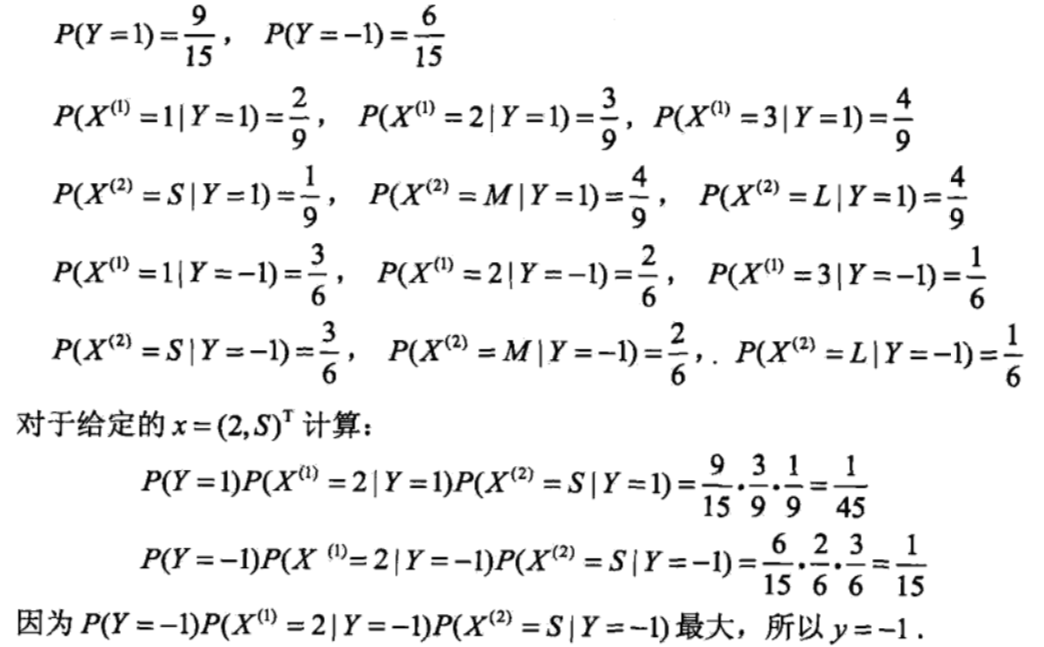 P(Y=1)=9/15, P(Y=-1)=6/15
P(X⁽¹⁾=1|Y=1)=2/9, P(X⁽¹⁾=2|Y=1)=3/9, P(X⁽¹⁾=3|Y=1)=4/9
P(X⁽²⁾=S|Y=1)=1/9, P(X⁽²⁾=M|Y=1)=4/9, P(X⁽²⁾=L|Y=1)=4/9
P(X⁽¹⁾=1|Y=-1)=3/6, P(X⁽¹⁾=2|Y=-1)=2/6, P(X⁽¹⁾=3|Y=-1)=1/6
P(X⁽²⁾=S|Y=-1)=3/6, P(X⁽²⁾=M|Y=-1)=2/6,. P(X⁽²⁾=L|Y=-1)=1/6
对于给定的 x=(2,S)ᵀ 计算:
P(Y=1)P(X⁽¹⁾=2|Y=1)P(X⁽²⁾=S|Y=1)=9/15·3/9·1/9=1/45
P(Y=-1)P(X⁽¹⁾=2|Y=-1)P(X⁽²⁾=S|Y=-1)=6/15·2/6·3/6=1/15
因为 P(Y=-1)P(X⁽¹⁾=2|Y=-1)P(X⁽²⁾=S|Y=-1) 最大，所以 y=-1.